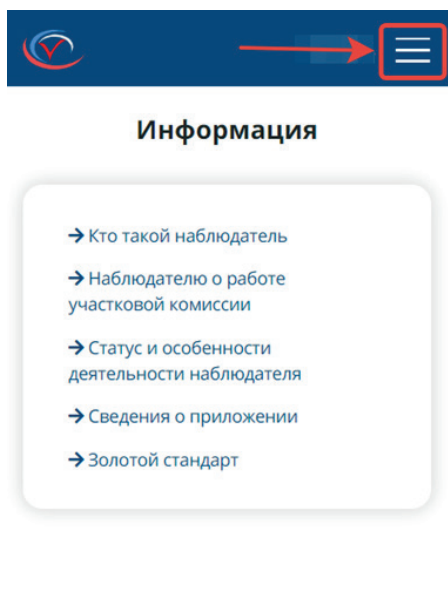 Информация
→ Кто такой наблюдатель
→ Наблюдателю о работе
участковой комиссии
→ Статус и особенности
деятельности наблюдателя
→ Сведения о приложении
→ Золотой стандарт